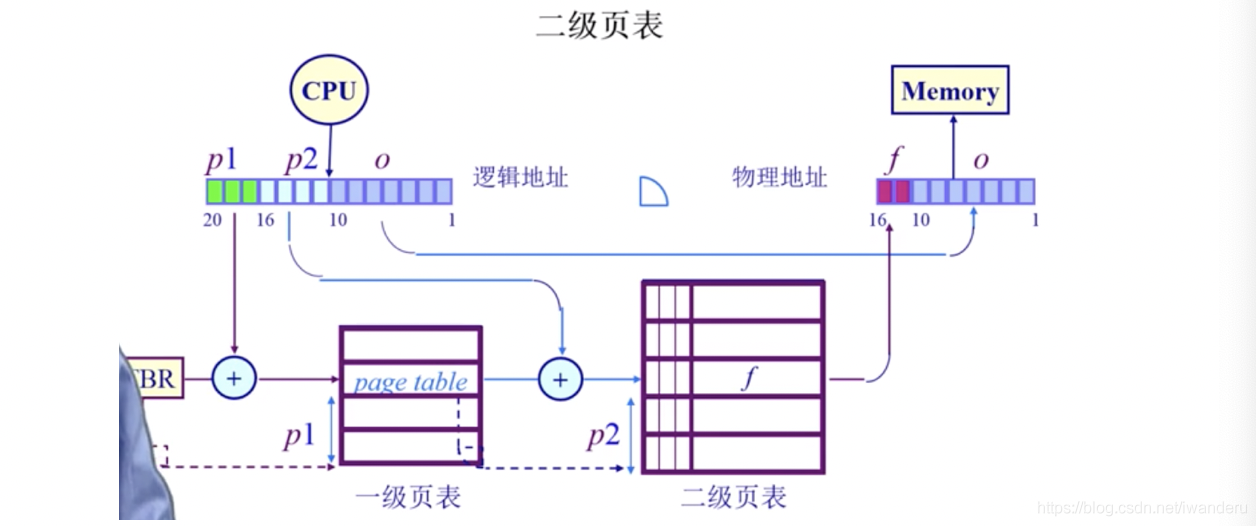 二级页表
CPU
Memory
p1 p2 o
逻辑地址
物理地址
f o
20 16 10 1
16 10 1
TBR
+
page table
+
f
p1
p2
一级页表
二级页表
https://blog.csdn.net/iwanderu